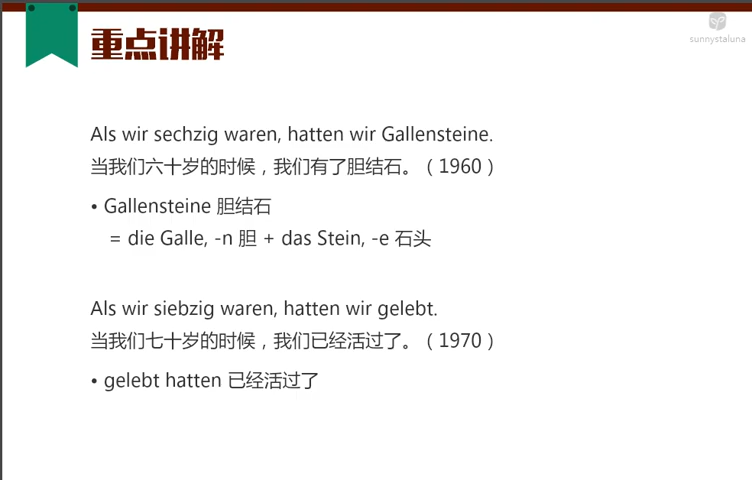 重点讲解
sunnystaluna
Als wir sechzig waren, hatten wir Gallensteine.
当我们六十岁的时候，我们有了胆结石。（1960）
• Gallensteine 胆结石
= die Galle, -n 胆 + das Stein, -e 石头
Als wir siebzig waren, hatten wir gelebt.
当我们七十岁的时候，我们已经活过了。（1970）
• gelebt hatten 已经活过了